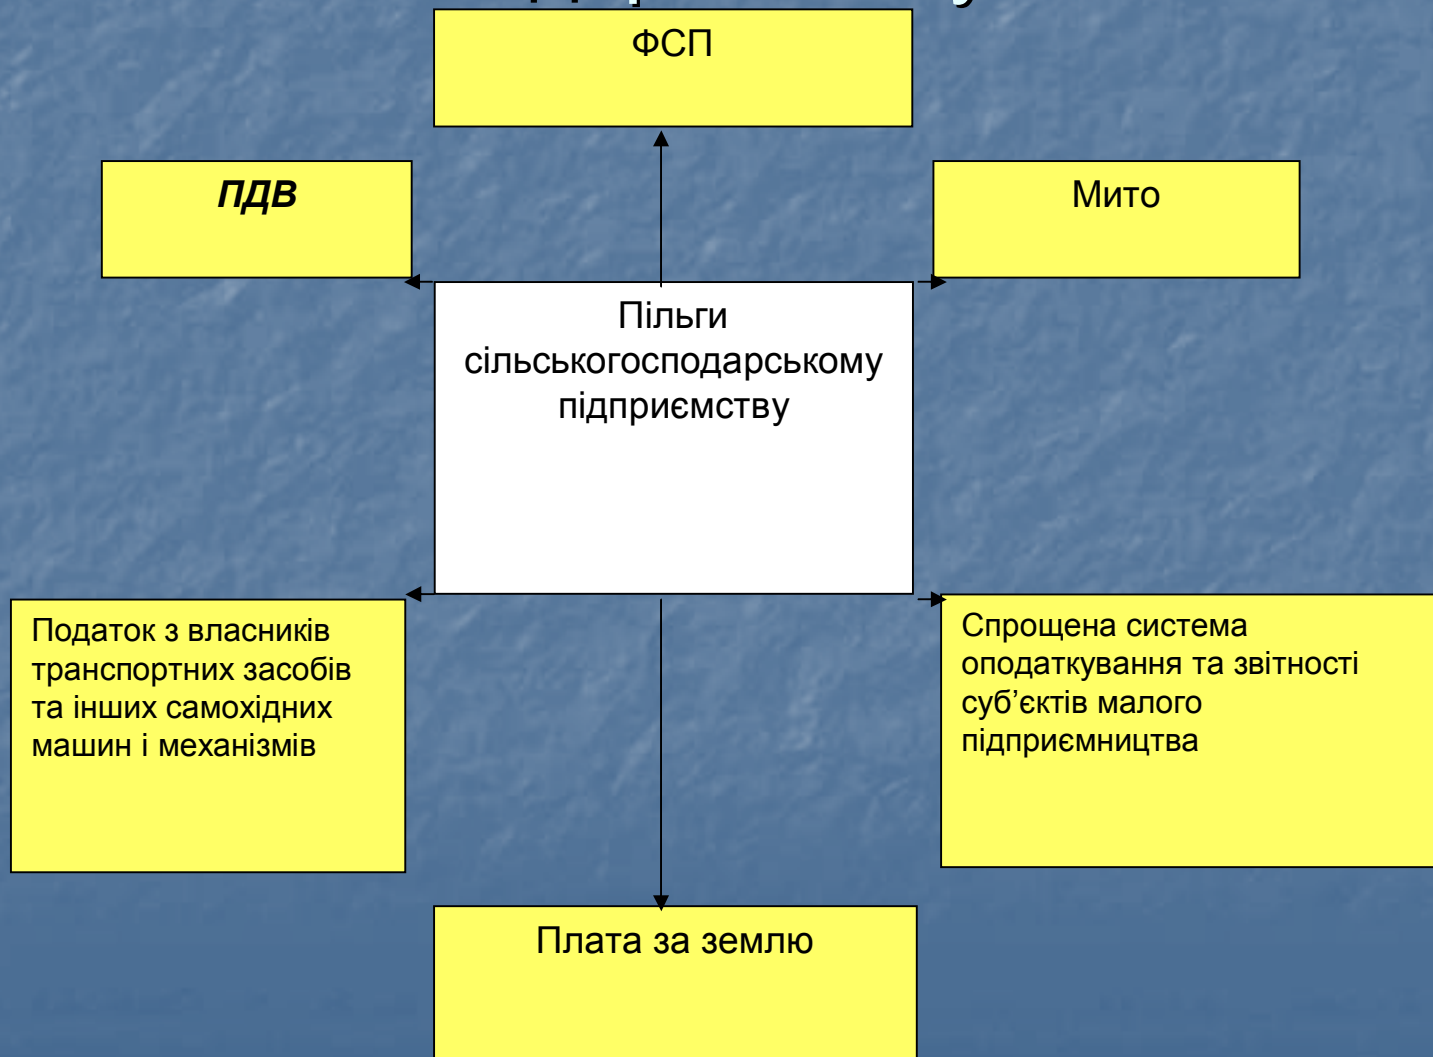 ФСП
ПДВ
Мито
Пільги
сільськогосподарському
підприємству
Податок з власників
транспортних засобів
та інших самохідних
машин і механізмів
Спрощена система
оподаткування та звітності
суб’єктів малого
підприємництва
Плата за землю